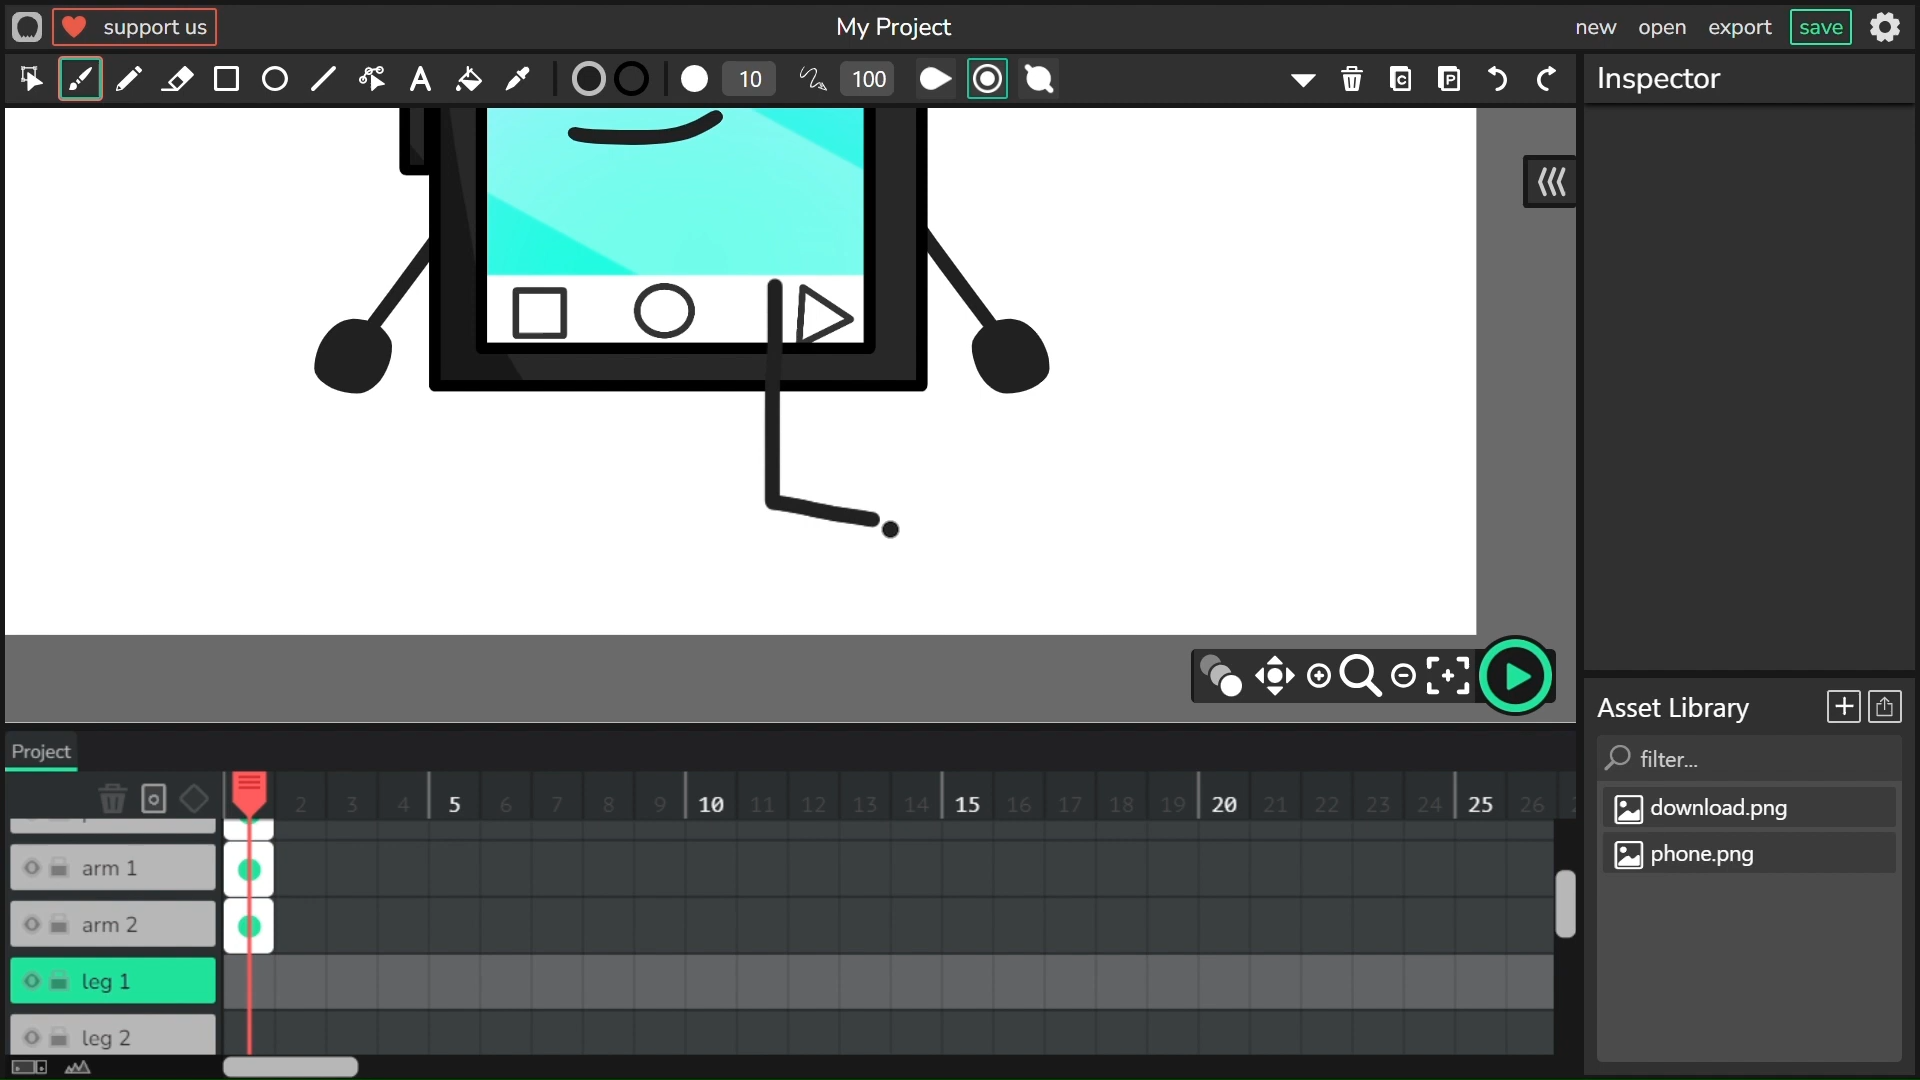 support us
My Project
new open export save
10
100
Inspector
Project
2 3 4 5 6 7 8 9 10 11 12 13 14 15 16 17 18 19 20 21 22 23 24 25 26
arm 1
arm 2
leg 1
leg 2
Asset Library
filter...
download.png
phone.png